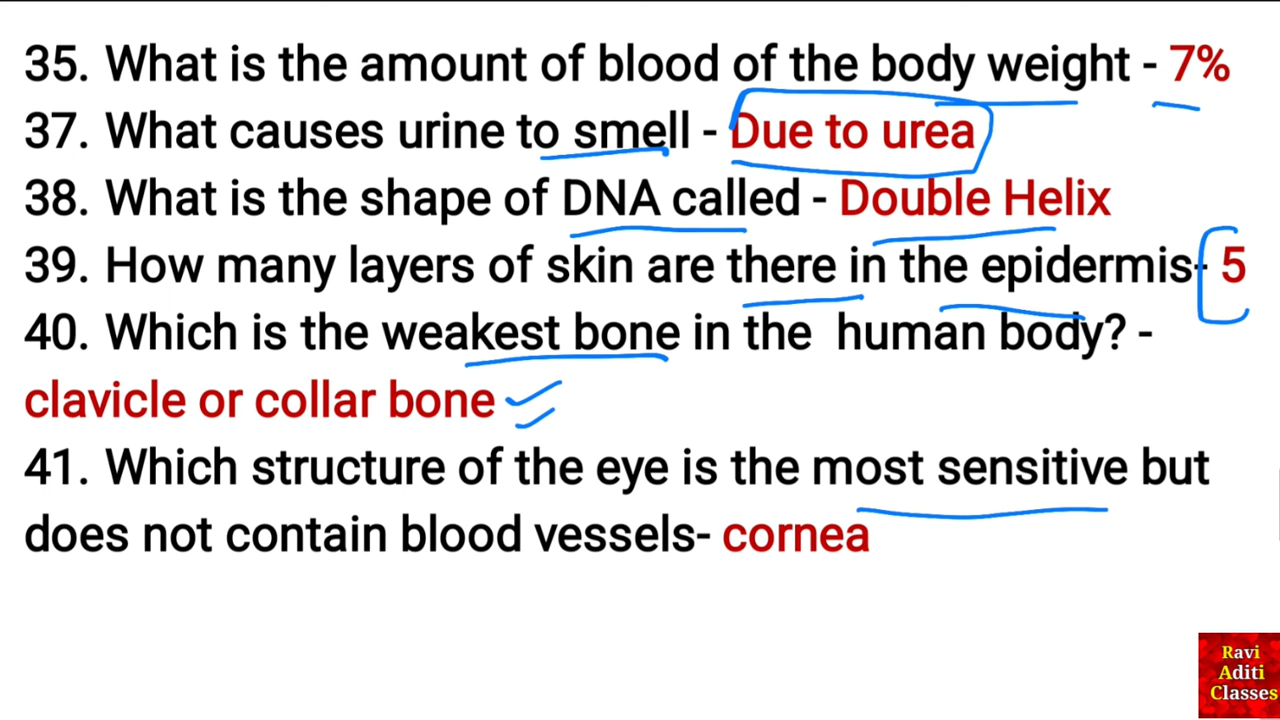 35. What is the amount of blood of the body weight - 7%
37. What causes urine to smell - Due to urea
38. What is the shape of DNA called - Double Helix
39. How many layers of skin are there in the epidermis- 5
40. Which is the weakest bone in the human body? -
clavicle or collar bone
41. Which structure of the eye is the most sensitive but
does not contain blood vessels- cornea
Ravi
Aditi
Classes